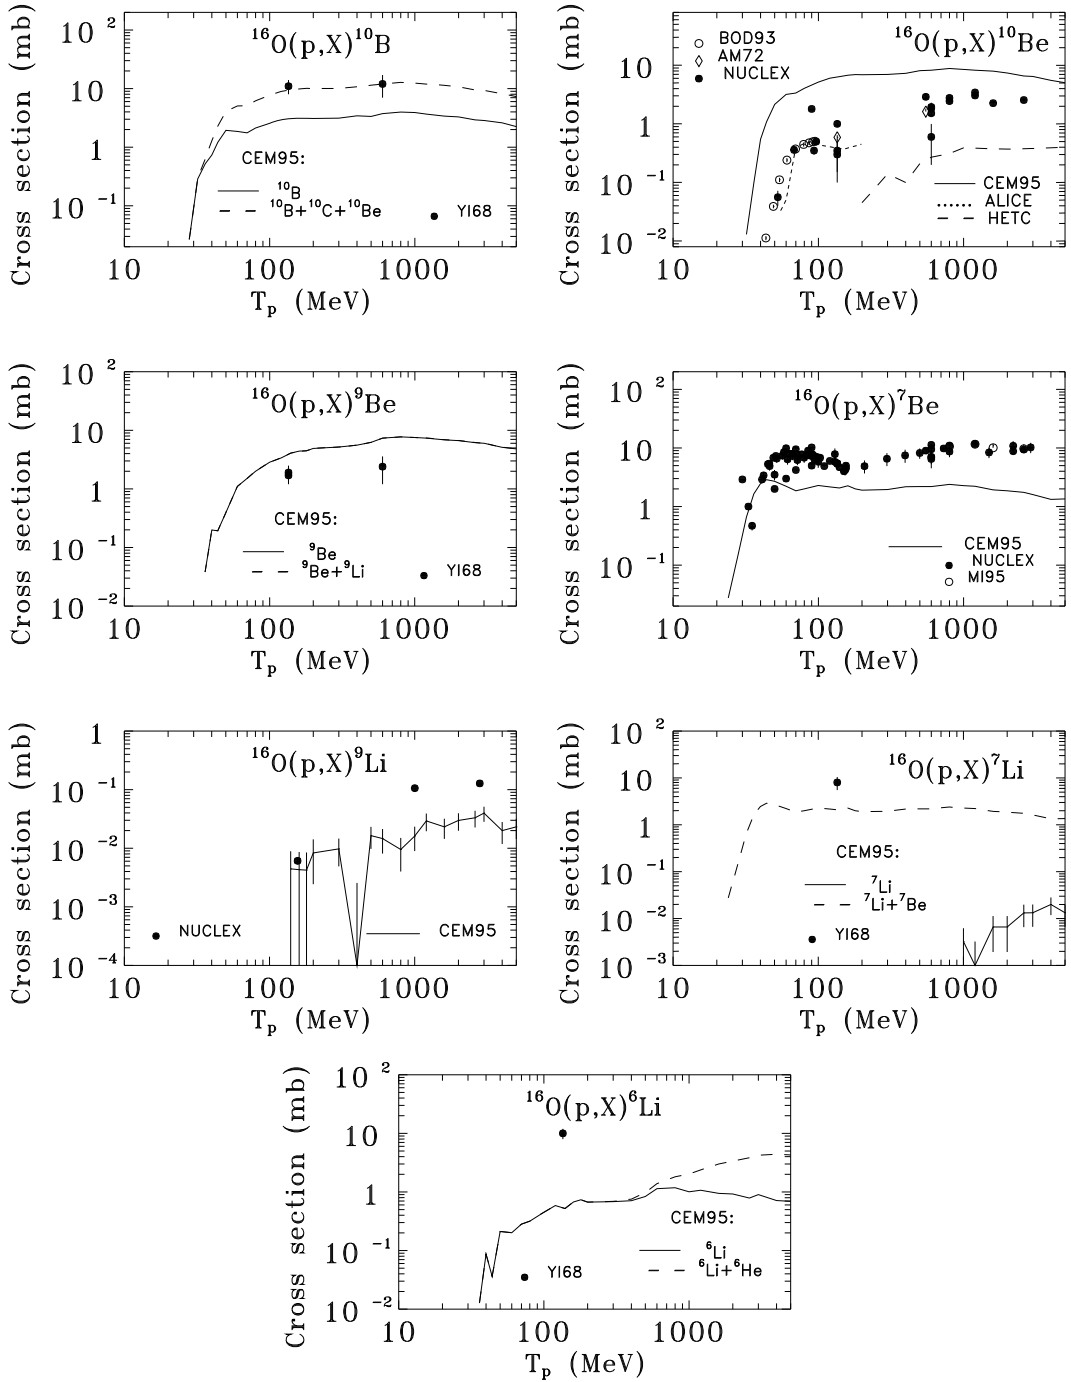 Cross section (mb)
10 ²
10
1
10 ⁻¹
¹⁶O(p,X)¹⁰B
CEM95:
¹⁰B
¹⁰B+¹⁰C+¹⁰Be
YI68
10 100 1000
Tₚ (MeV)
Cross section (mb)
10
1
10 ⁻¹
10 ⁻²
BOD93
AM72
NUCLEX
¹⁶O(p,X)¹⁰Be
CEM95
ALICE
HETC
10 100 1000
Tₚ (MeV)
Cross section (mb)
10 ²
10
1
10 ⁻¹
10 ⁻²
¹⁶O(p,X)⁹Be
CEM95:
⁹Be
⁹Be+⁹Li
YI68
10 100 1000
Tₚ (MeV)
Cross section (mb)
10 ²
10
1
10 ⁻¹
¹⁶O(p,X)⁷Be
CEM95
NUCLEX
MI95
10 100 1000
Tₚ (MeV)
Cross section (mb)
1
10 ⁻¹
10 ⁻²
10 ⁻³
10 ⁻⁴
¹⁶O(p,X)⁹Li
NUCLEX
CEM95
10 100 1000
Tₚ (MeV)
Cross section (mb)
10 ²
10
1
10 ⁻¹
10 ⁻²
10 ⁻³
¹⁶O(p,X)⁷Li
CEM95:
⁷Li
⁷Li+⁷Be
YI68
10 100 1000
Tₚ (MeV)
Cross section (mb)
10 ²
10
1
10 ⁻¹
10 ⁻²
¹⁶O(p,X)⁶Li
CEM95:
⁶Li
⁶Li+⁶He
YI68
10 100 1000
Tₚ (MeV)